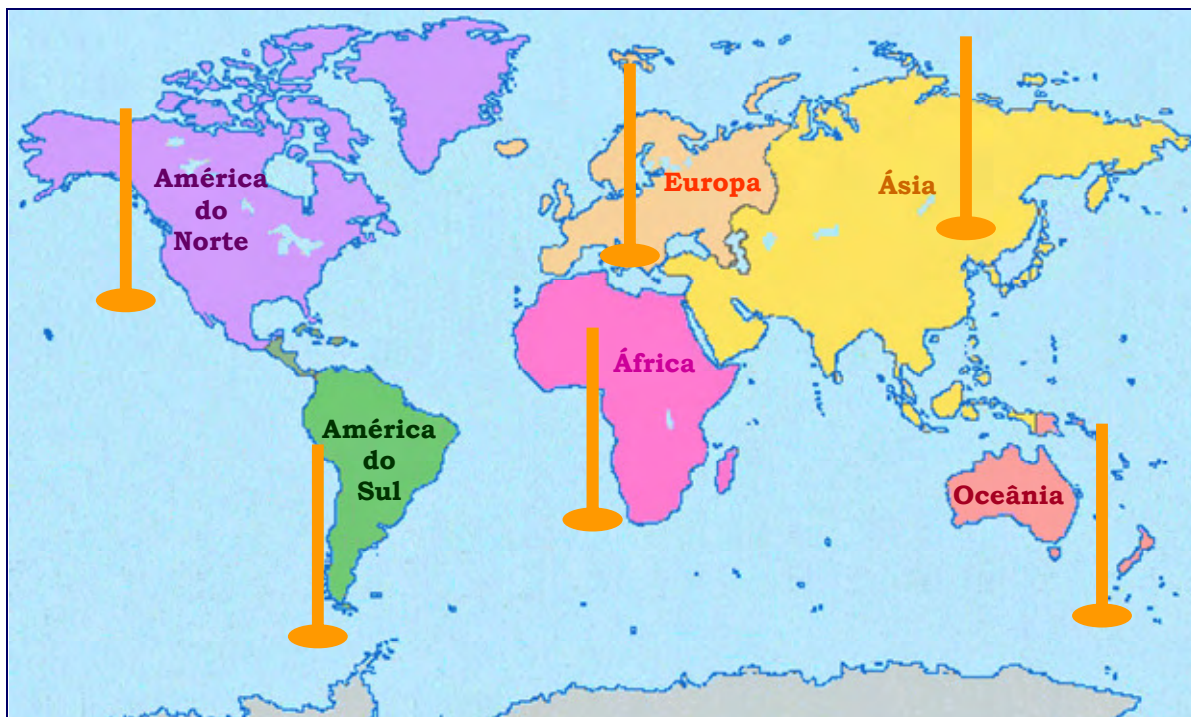 América
do
Norte
Europa
Ásia
África
América
do
Sul
Oceânia